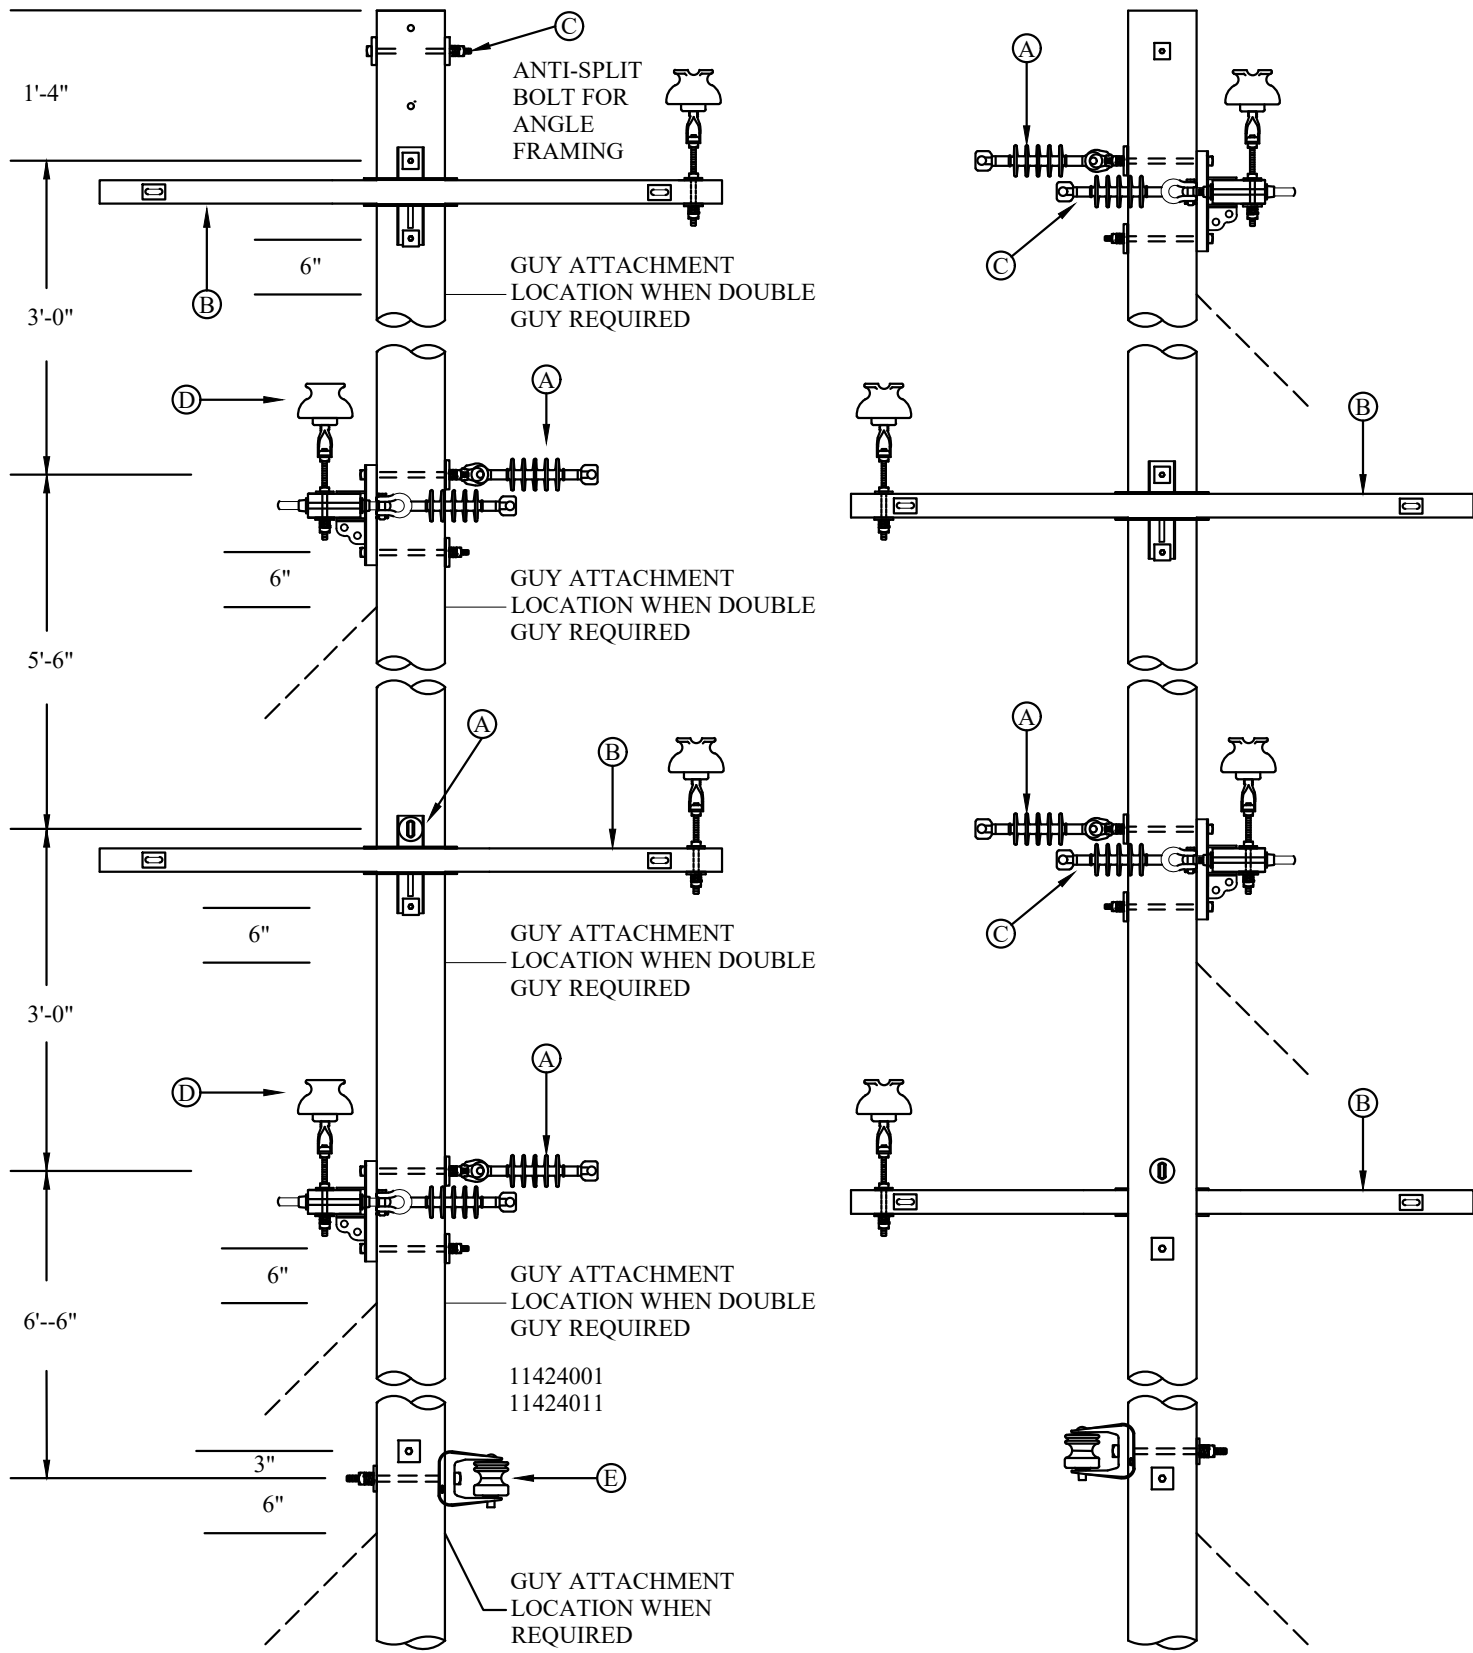 C
1'-4"
ANTI-SPLIT
BOLT FOR
ANGLE
FRAMING
A
B
6"
GUY ATTACHMENT
LOCATION WHEN DOUBLE
GUY REQUIRED
C
3'-0"
D
A
B
6"
GUY ATTACHMENT
LOCATION WHEN DOUBLE
GUY REQUIRED
5'-6"
A
B
A
6"
GUY ATTACHMENT
LOCATION WHEN DOUBLE
GUY REQUIRED
C
3'-0"
D
A
B
6"
GUY ATTACHMENT
LOCATION WHEN DOUBLE
GUY REQUIRED
6'--6"
11424001
11424011
3"
E
6"
GUY ATTACHMENT
LOCATION WHEN
REQUIRED